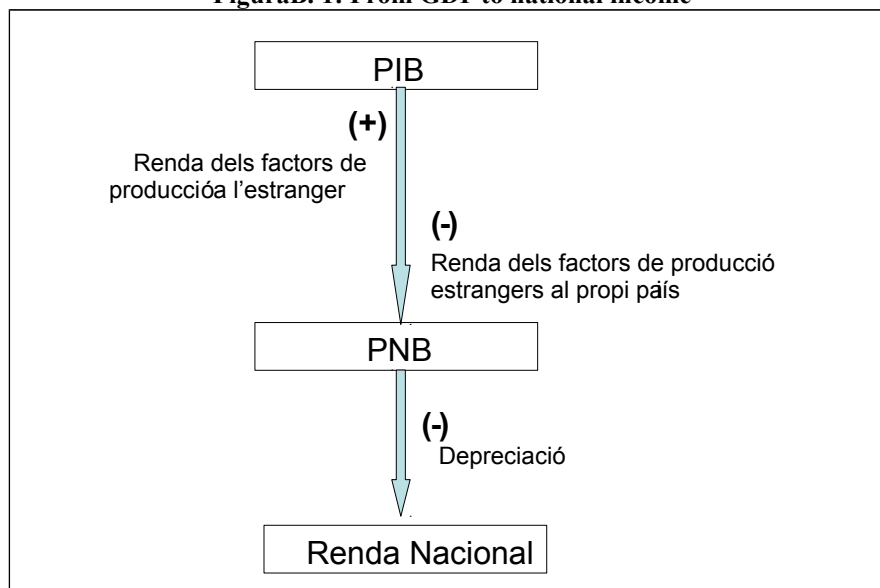 FiguraB. 1. From GDP to national income
PIB
(+)
Renda dels factors de
produccióa l'estranger
(-)
Renda dels factors de producció
estrangers al propi país
PNB
(-)
Depreciació
Renda Nacional